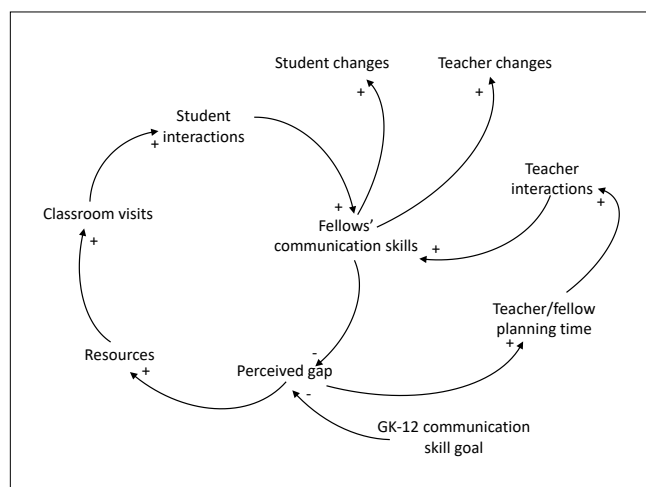 Student changes
Teacher changes
+
+
Student
interactions
+
Teacher
interactions
+
Classroom visits
+
+
Fellows'
communication skills
+
Teacher/fellow
planning time
+
Resources
+
-
Perceived gap
-
GK-12 communication
skill goal